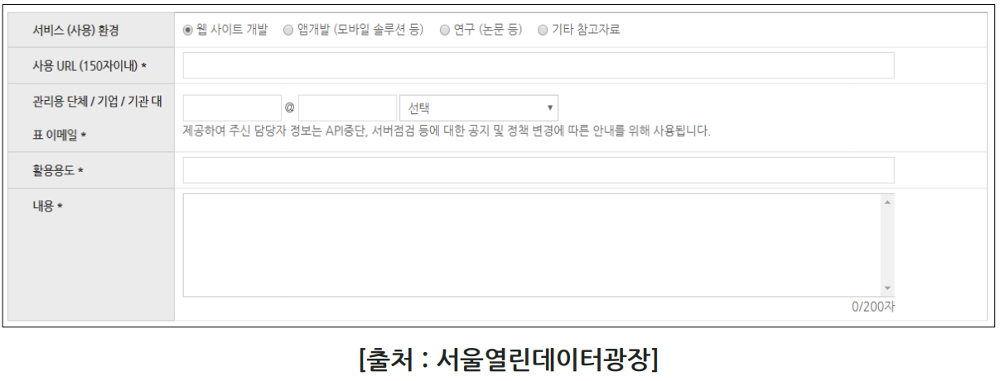 서비스 (사용) 환경 웹 사이트 개발 앱개발 (모바일 솔루션 등) 연구 (논문 등) 기타 참고자료
사용 URL (150자이내) *
관리용 단체 / 기업 / 기관 대
표 이메일 *
@ 선택
제공하여 주신 담당자 정보는 API중단, 서버점검 등에 대한 공지 및 정책 변경에 따른 안내를 위해 사용됩니다.
활용용도 *
내용 *
0/200자
[출처 : 서울열린데이터광장]